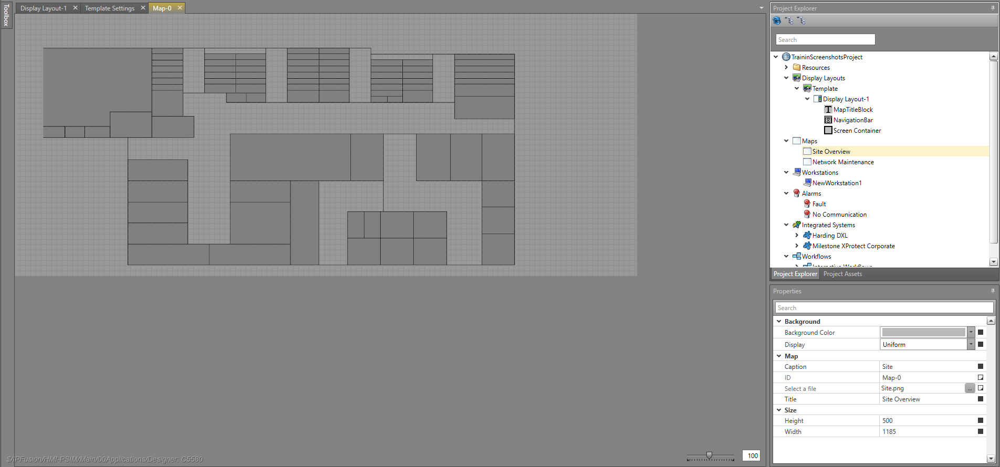 Toolbox
Display Layout-1
Template Settings
Map-0
Project Explorer
Search
TraininScreenshotsProject
Resources
Display Layouts
Template
Display Layout-1
MapTitleBlock
NavigationBar
Screen Container
Maps
Site Overview
Network Maintenance
Workstations
NewWorkstation1
Alarms
Fault
No Communication
Integrated Systems
Harding DXL
Milestone XProtect Corporate
Workflows
Interactive Workflows
Project Explorer Project Assets
Properties
Search
Background
Background Color
Display Uniform
Map
Caption Site
ID Map-0
Select a file Site.png ...
Title Site Overview
Size
Height 500
Width 1185
$/IPFusion/HMI-PSIM/Main/00Applications/Designer: C5580
100